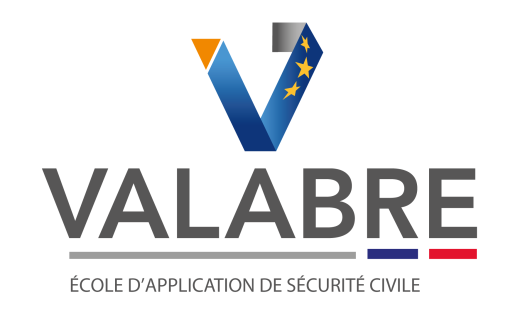 VALABRE
ÉCOLE D'APPLICATION DE SÉCURITÉ CIVILE